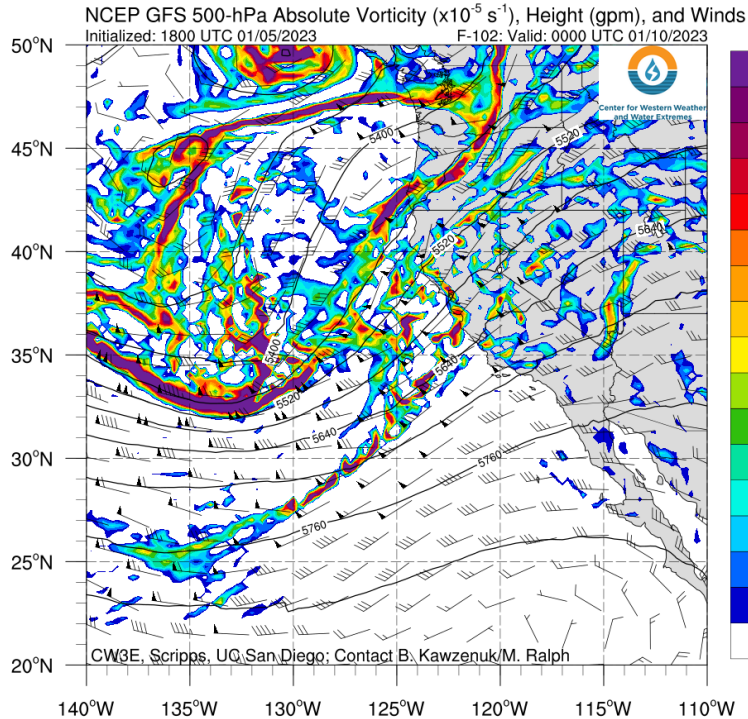 NCEP GFS 500-hPa Absolute Vorticity (x10⁻⁵ s⁻¹), Height (gpm), and Winds
Initialized: 1800 UTC 01/05/2023 F-102: Valid: 0000 UTC 01/10/2023
Center for Western Weather
and Water Extremes
50°N
45°N
40°N
35°N
30°N
25°N
20°N
5400
5520
5640
5520
5400
5640
5520
5640
5760
5760
CW3E, Scripps, UC San Diego; Contact B. Kawzenuk/M. Ralph
140°W 135°W 130°W 125°W 120°W 115°W 110°W